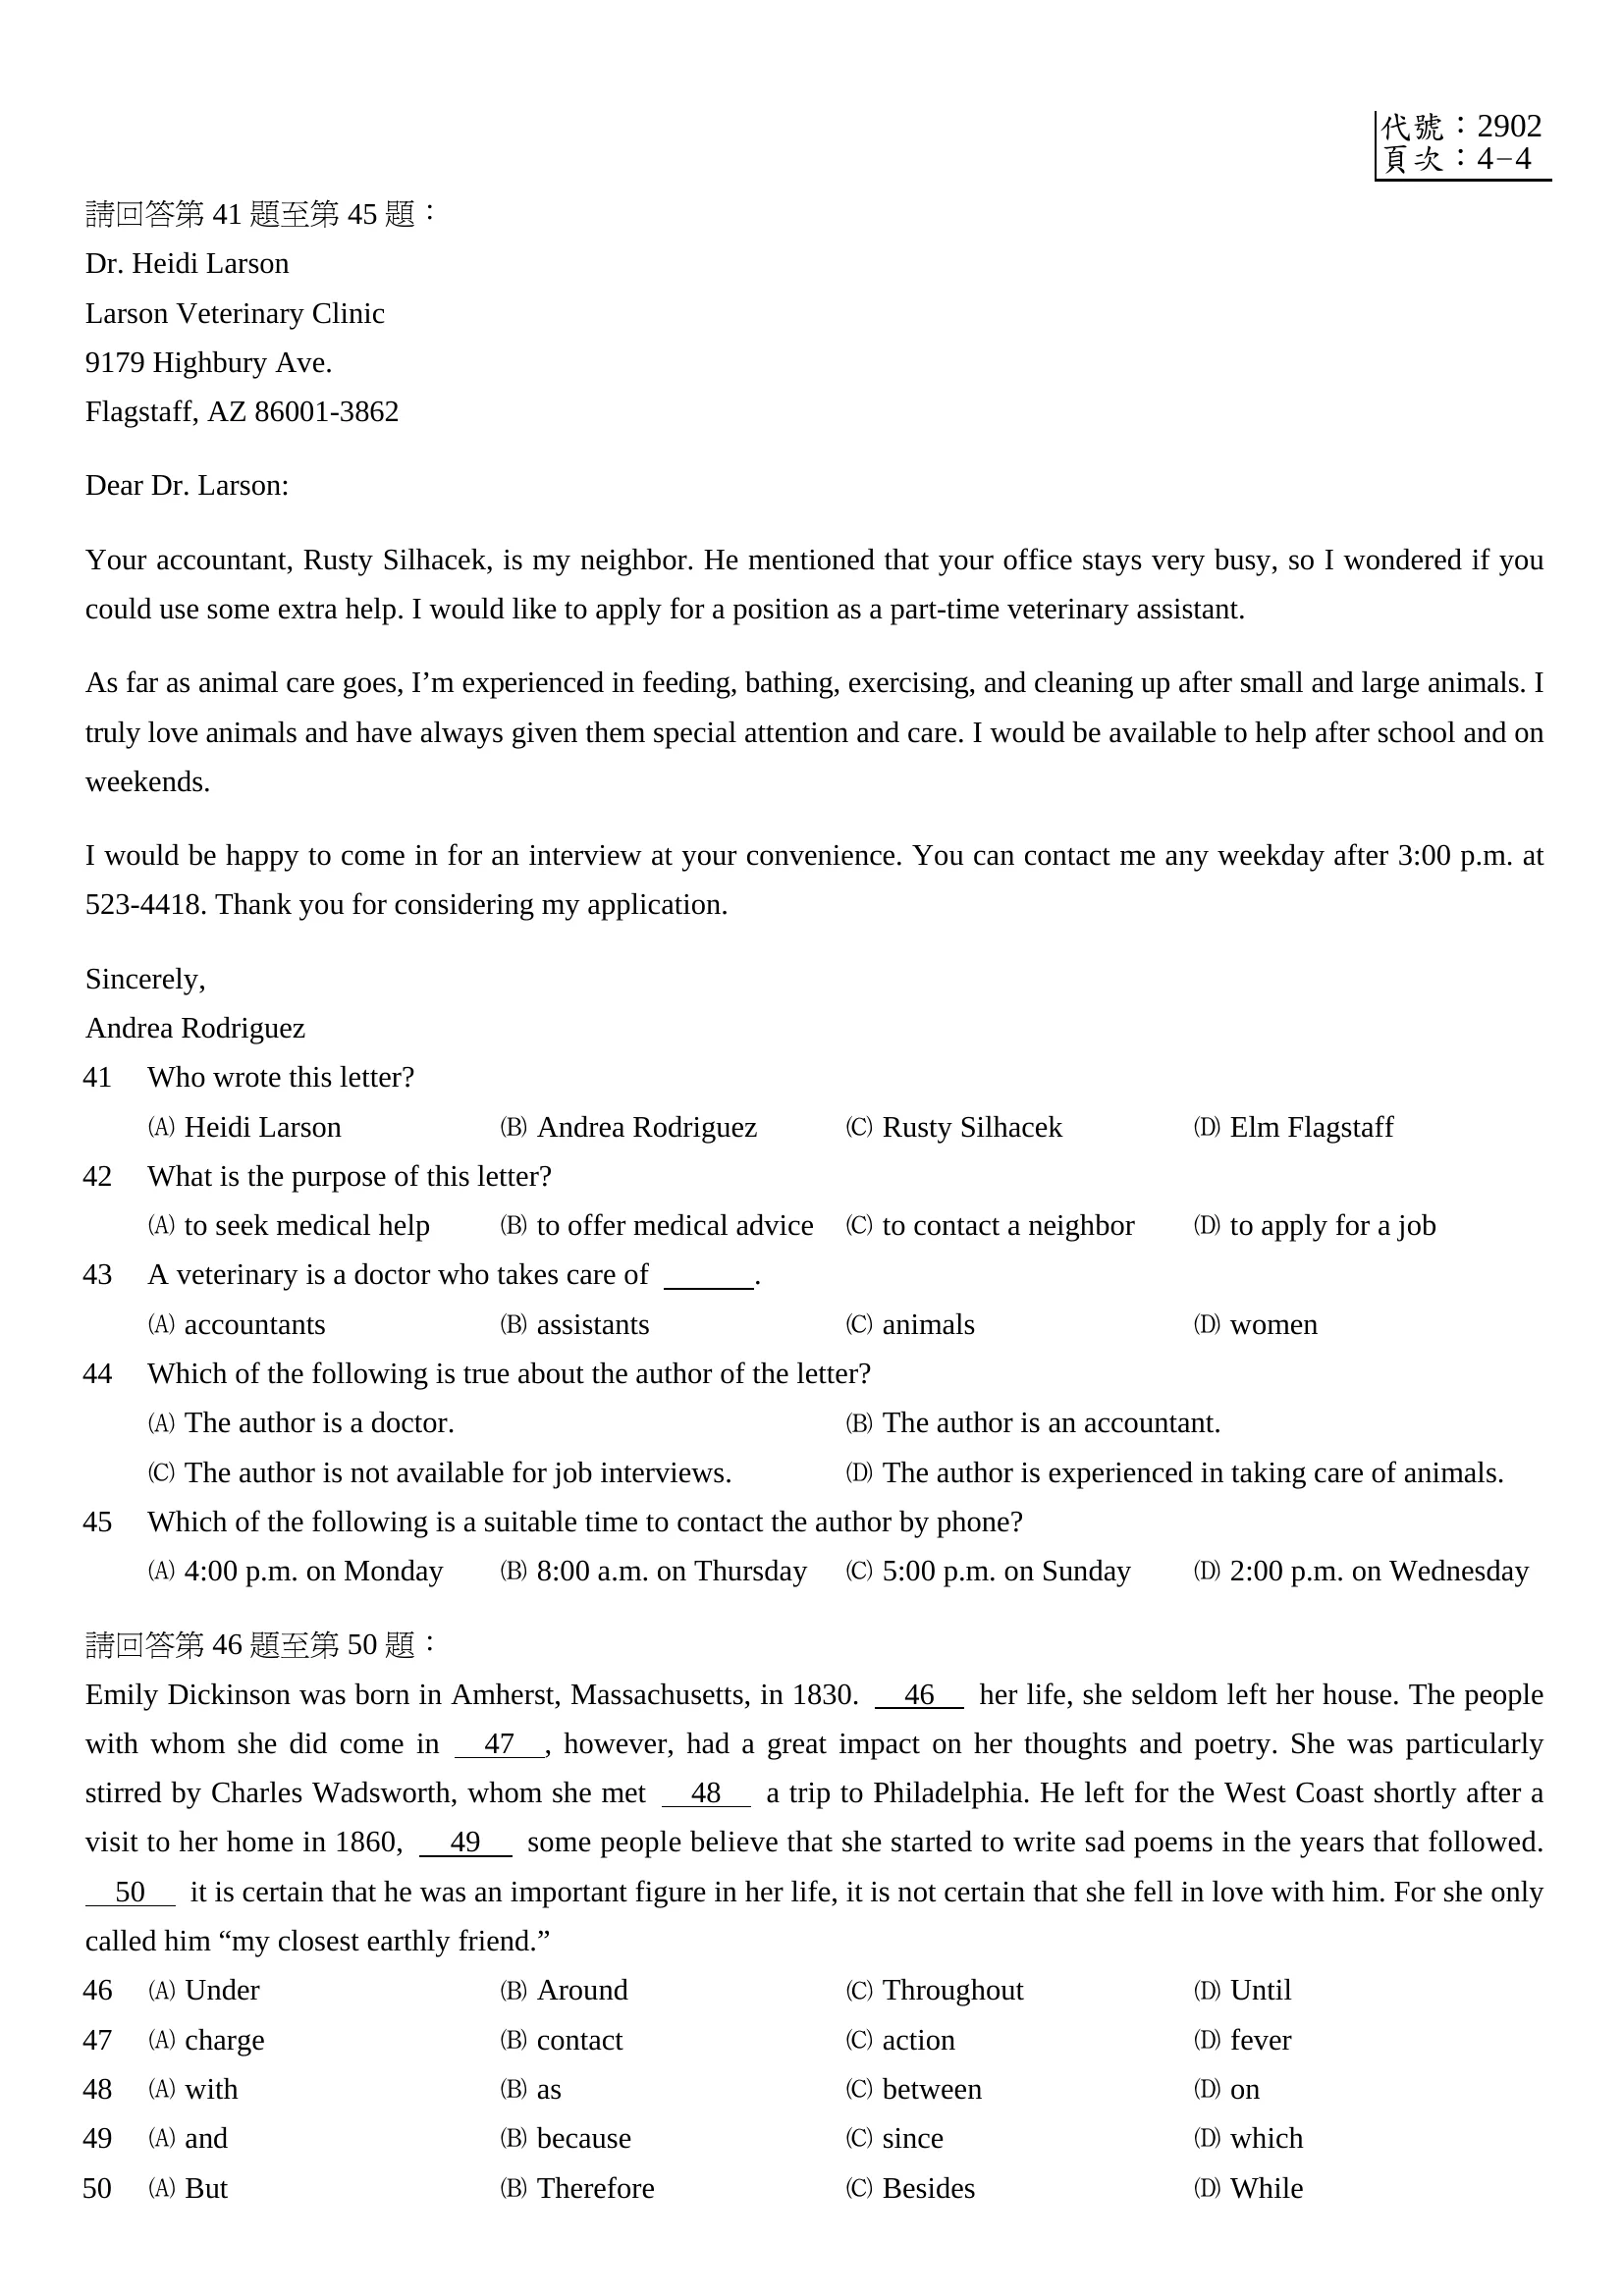 代號：2902
頁次：4－4
請回答第 41 題至第 45 題：
Dr. Heidi Larson
Larson Veterinary Clinic
9179 Highbury Ave.
Flagstaff, AZ 86001-3862
Dear Dr. Larson:
Your accountant, Rusty Silhacek, is my neighbor. He mentioned that your office stays very busy, so I wondered if you
could use some extra help. I would like to apply for a position as a part-time veterinary assistant.
As far as animal care goes, I’m experienced in feeding, bathing, exercising, and cleaning up after small and large animals. I
truly love animals and have always given them special attention and care. I would be available to help after school and on
weekends.
I would be happy to come in for an interview at your convenience. You can contact me any weekday after 3:00 p.m. at
523-4418. Thank you for considering my application.
Sincerely,
Andrea Rodriguez
41 Who wrote this letter?
(A) Heidi Larson (B) Andrea Rodriguez (C) Rusty Silhacek (D) Elm Flagstaff
42 What is the purpose of this letter?
(A) to seek medical help (B) to offer medical advice (C) to contact a neighbor (D) to apply for a job
43 A veterinary is a doctor who takes care of ______.
(A) accountants (B) assistants (C) animals (D) women
44 Which of the following is true about the author of the letter?
(A) The author is a doctor. (B) The author is an accountant.
(C) The author is not available for job interviews. (D) The author is experienced in taking care of animals.
45 Which of the following is a suitable time to contact the author by phone?
(A) 4:00 p.m. on Monday (B) 8:00 a.m. on Thursday (C) 5:00 p.m. on Sunday (D) 2:00 p.m. on Wednesday
請回答第 46 題至第 50 題：
Emily Dickinson was born in Amherst, Massachusetts, in 1830. 46 her life, she seldom left her house. The people
with whom she did come in 47 , however, had a great impact on her thoughts and poetry. She was particularly
stirred by Charles Wadsworth, whom she met 48 a trip to Philadelphia. He left for the West Coast shortly after a
visit to her home in 1860, 49 some people believe that she started to write sad poems in the years that followed.
50 it is certain that he was an important figure in her life, it is not certain that she fell in love with him. For she only
called him “my closest earthly friend.”
46 (A) Under (B) Around (C) Throughout (D) Until
47 (A) charge (B) contact (C) action (D) fever
48 (A) with (B) as (C) between (D) on
49 (A) and (B) because (C) since (D) which
50 (A) But (B) Therefore (C) Besides (D) While